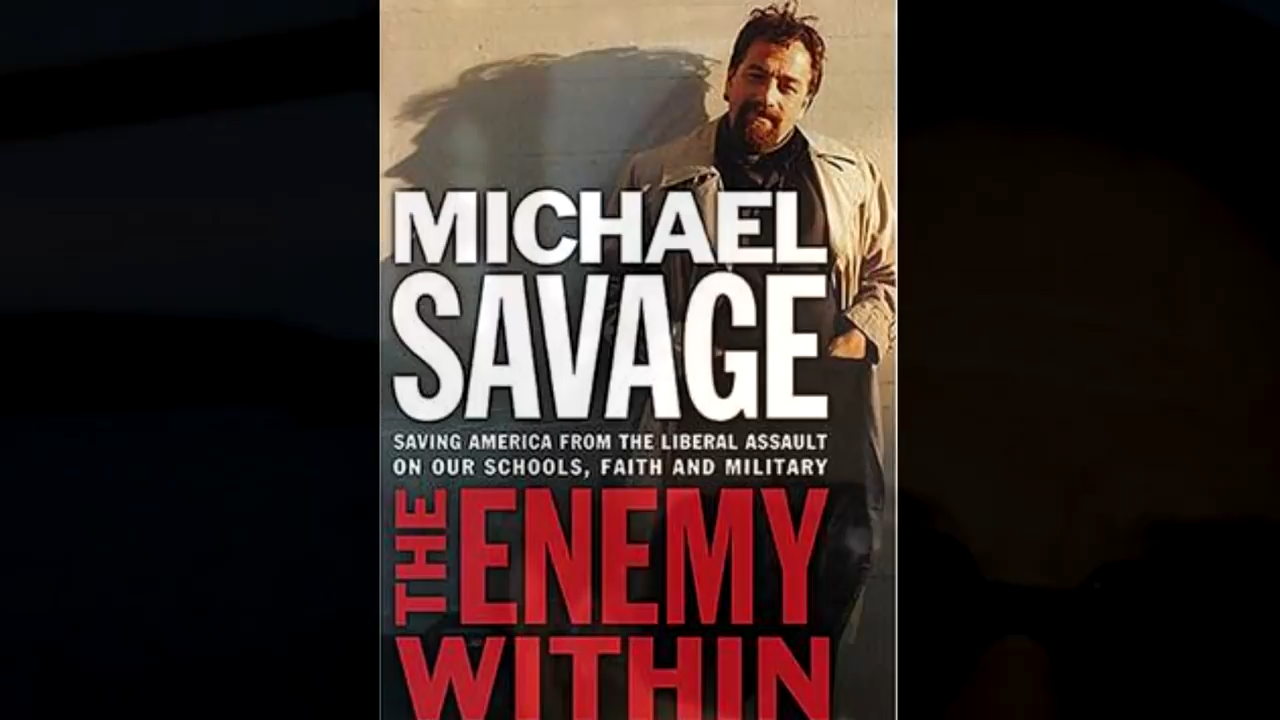 MICHAEL
SAVAGE
SAVING AMERICA FROM THE LIBERAL ASSAULT
ON OUR SCHOOLS, FAITH AND MILITARY
THE ENEMY
WITHIN